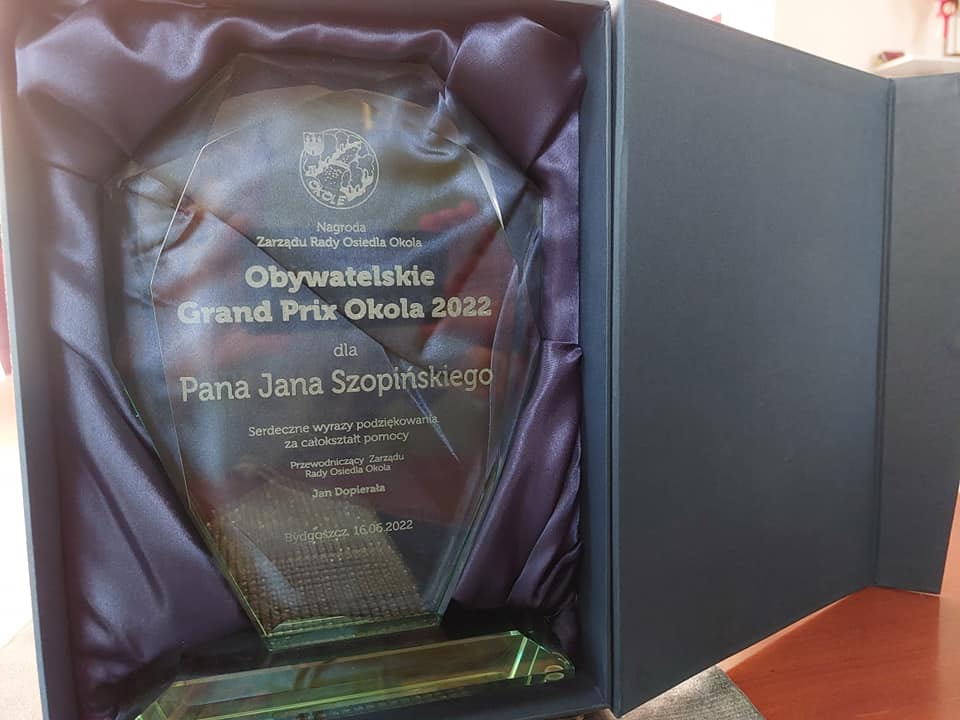 OKOLE
Nagroda
Zarządu Rady Osiedla Okola
Obywatelskie
Grand Prix Okola 2022
dla
Pana Jana Szopińskiego
Serdeczne wyrazy podziękowania
za całokształt pomocy
Przewodniczący Zarządu
Rady Osiedla Okola
Jan Dopierała
Bydgoszcz, 16.06.2022